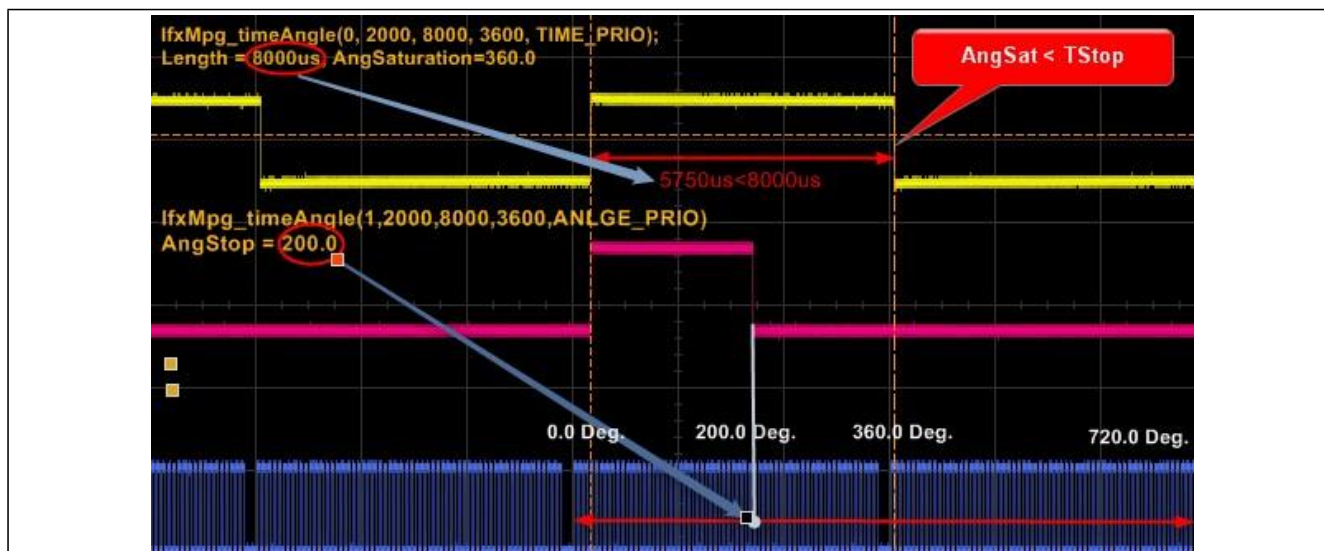 IfxMpg_timeAngle(0, 2000, 8000, 3600, TIME_PRIO);
Length = 8000us, AngSaturation=360.0
AngSat < TStop
5750us<8000us
IfxMpg_timeAngle(1,2000,8000,3600,ANLGE_PRIO)
AngStop = 200.0
0.0 Deg.
200.0 Deg.
360.0 Deg.
720.0 Deg.